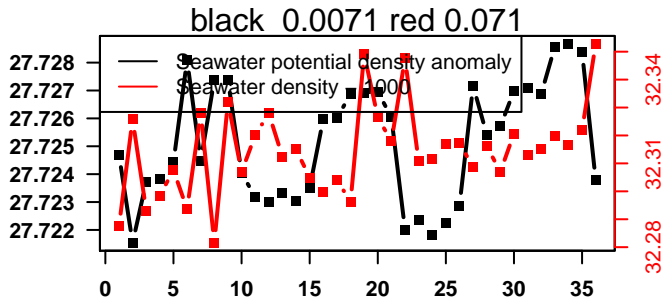 black 0.0071 red 0.071
Seawater potential density anomaly
Seawater density 1000
27.728
27.727
27.726
27.725
27.724
27.723
27.722
32.34
32.31
32.28
0 5 10 15 20 25 30 35